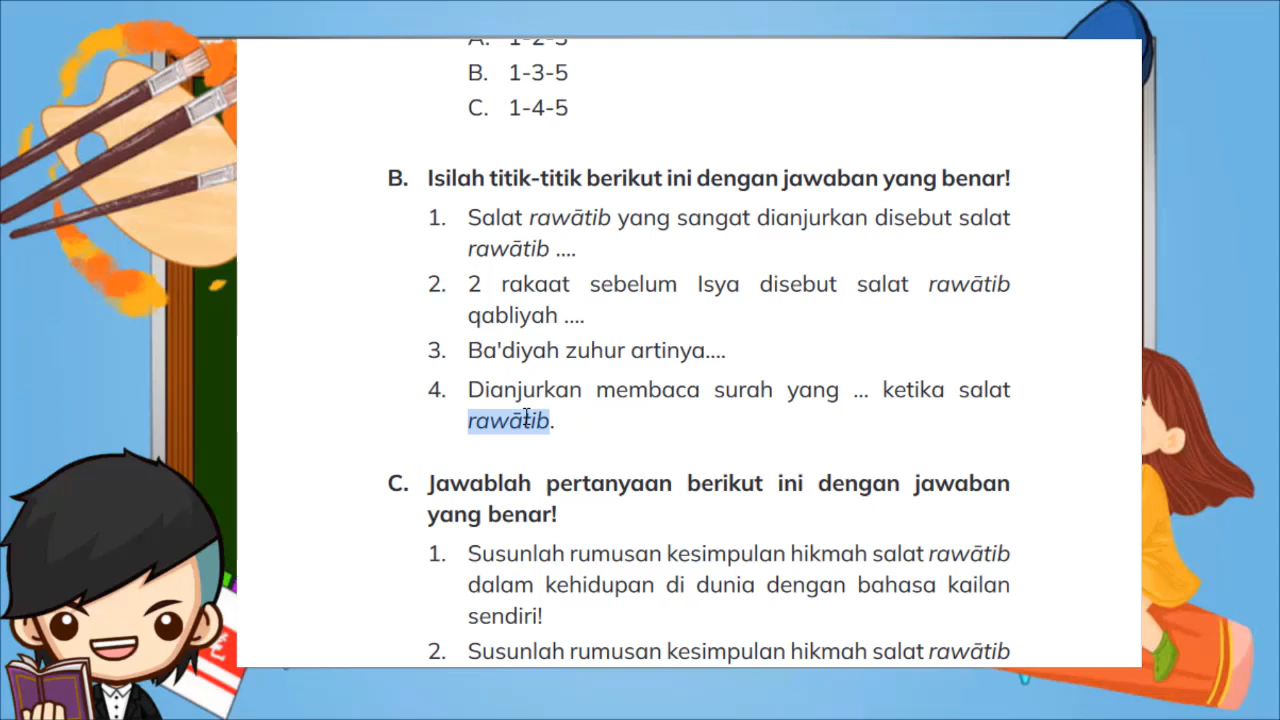 A. 1-2-3
B. 1-3-5
C. 1-4-5
B. Isilah titik-titik berikut ini dengan jawaban yang benar!
1. Salat rawātib yang sangat dianjurkan disebut salat
rawātib ....
2. 2 rakaat sebelum Isya disebut salat rawātib
qabliyah ....
3. Ba'diyah zuhur artinya....
4. Dianjurkan membaca surah yang ... ketika salat
rawātib.
C. Jawablah pertanyaan berikut ini dengan jawaban
yang benar!
1. Susunlah rumusan kesimpulan hikmah salat rawātib
dalam kehidupan di dunia dengan bahasa kailan
sendiri!
2. Susunlah rumusan kesimpulan hikmah salat rawātib